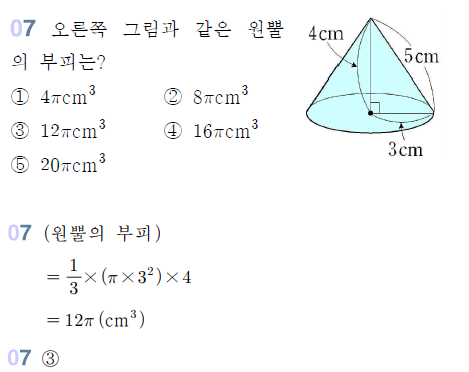 07 오른쪽 그림과 같은 원뿔
의 부피는?
① 4πcm³ ② 8πcm³
③ 12πcm³ ④ 16πcm³
⑤ 20πcm³
4cm
5cm
3cm
07 (원뿔의 부피)
= 1/3 × (π × 3²) × 4
= 12π (cm³)
07 ③